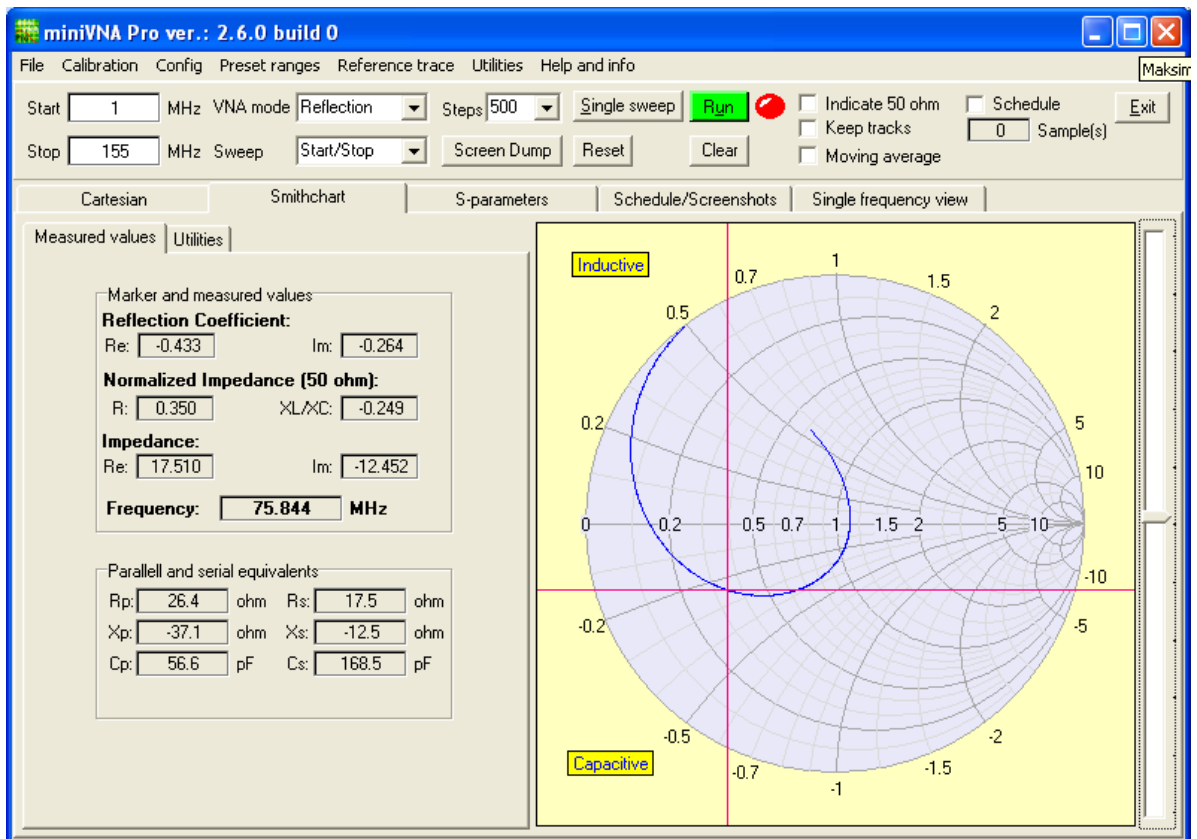 miniVNA Pro ver.: 2.6.0 build 0
File Calibration Config Preset ranges Reference trace Utilities Help and info
Maksim
Start 1 MHz VNA mode Reflection Steps 500 Single sweep Run Indicate 50 ohm Schedule Exit
Keep tracks 0 Sample(s)
Stop 155 MHz Sweep Start/Stop Screen Dump Reset Clear Moving average
Cartesian Smithchart S-parameters Schedule/Screenshots Single frequency view
Measured values Utilities
Marker and measured values
Reflection Coefficient:
Re: -0.433 Im: -0.264
Normalized Impedance (50 ohm):
R: 0.350 XL/XC: -0.249
Impedance:
Re: 17.510 Im: -12.452
Frequency: 75.844 MHz
Parallell and serial equivalents
Rp: 26.4 ohm Rs: 17.5 ohm
Xp: -37.1 ohm Xs: -12.5 ohm
Cp: 56.6 pF Cs: 168.5 pF
Inductive
1
0.7 1.5
0.5 2
0.2 5
10
0 0.2 0.5 0.7 1 1.5 2 5 10
-10
-0.2 -5
-0.5 -2
Capacitive
-0.7 -1.5
-1